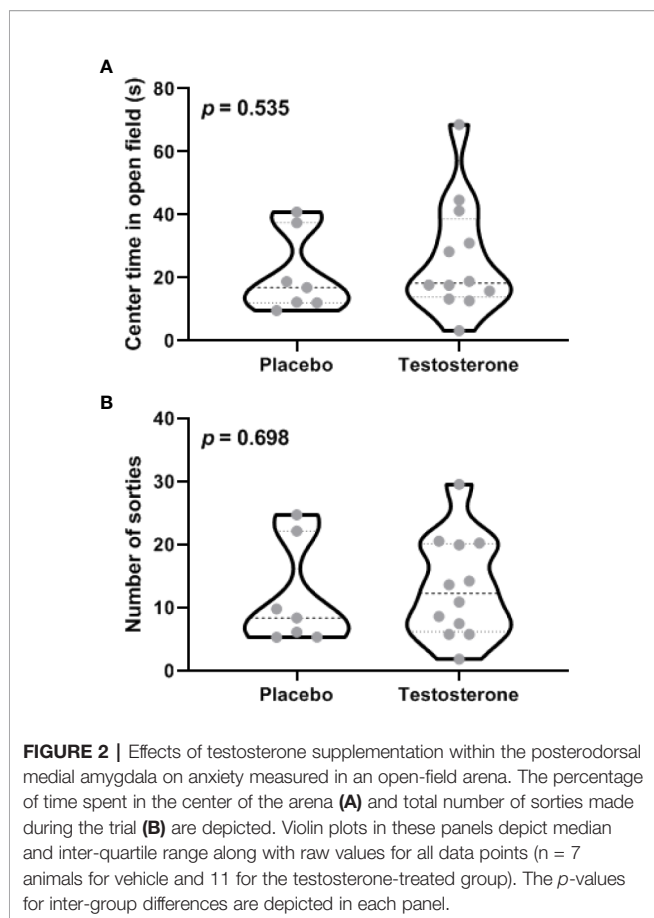 A
80
p = 0.535
60
40
20
0
Center time in open field (s)
Placebo Testosterone
B
40
p = 0.698
30
20
10
0
Number of sorties
Placebo Testosterone
FIGURE 2 | Effects of testosterone supplementation within the posterodorsal
medial amygdala on anxiety measured in an open-field arena. The percentage
of time spent in the center of the arena (A) and total number of sorties made
during the trial (B) are depicted. Violin plots in these panels depict median
and inter-quartile range along with raw values for all data points (n = 7
animals for vehicle and 11 for the testosterone-treated group). The p-values
for inter-group differences are depicted in each panel.